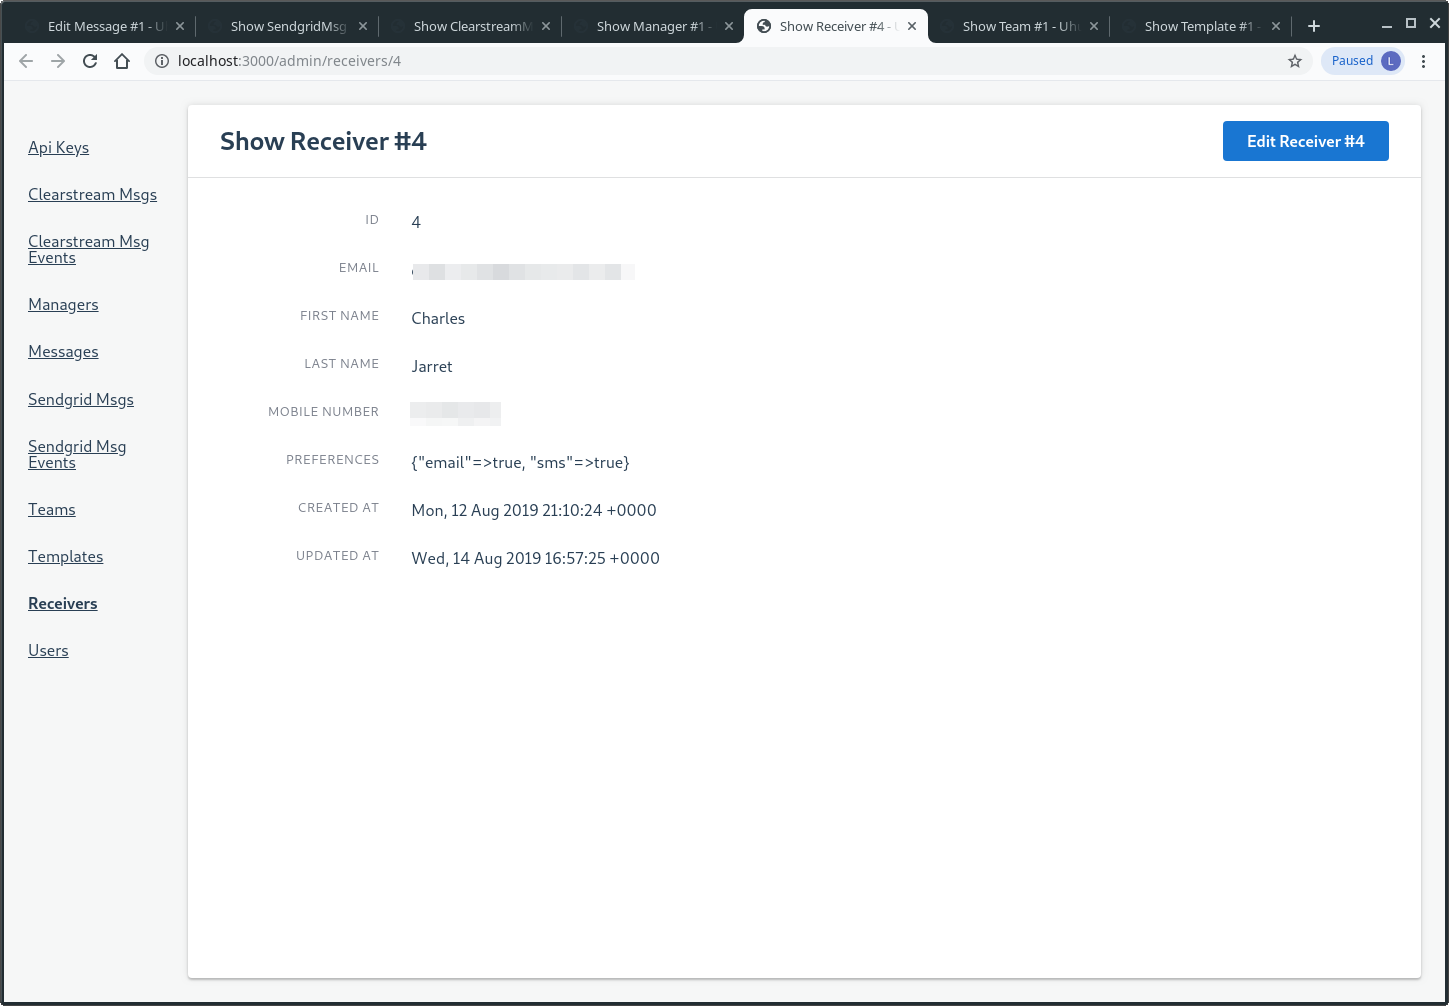 Edit Message #1 - U
Show SendgridMsg
Show ClearstreamM
Show Manager #1 -
Show Receiver #4 -
Show Team #1 - Uh
Show Template #1 -
localhost:3000/admin/receivers/4
Paused
L
Api Keys
Clearstream Msgs
Clearstream Msg
Events
Managers
Messages
Sendgrid Msgs
Sendgrid Msg
Events
Teams
Templates
Receivers
Users
Show Receiver #4
Edit Receiver #4
ID 4
EMAIL
FIRST NAME Charles
LAST NAME Jarret
MOBILE NUMBER
PREFERENCES {"email"=>true, "sms"=>true}
CREATED AT Mon, 12 Aug 2019 21:10:24 +0000
UPDATED AT Wed, 14 Aug 2019 16:57:25 +0000